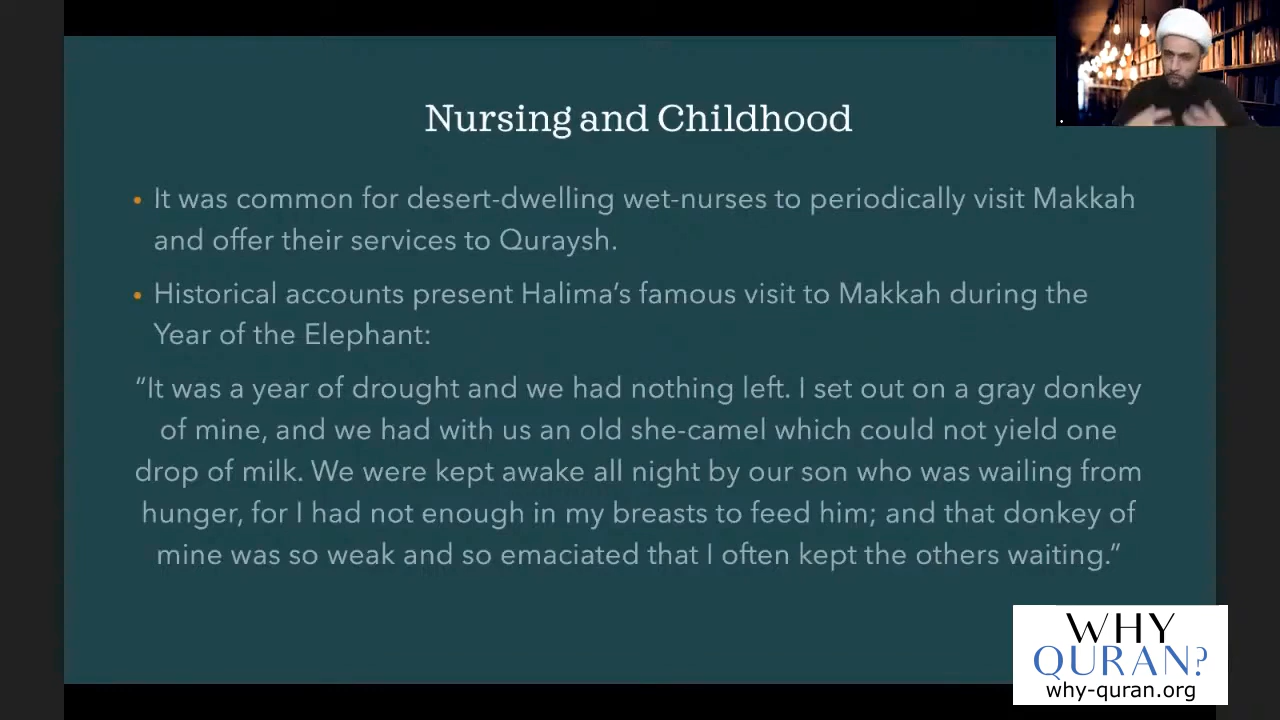 Nursing and Childhood
• It was common for desert-dwelling wet-nurses to periodically visit Makkah
and offer their services to Quraysh.
• Historical accounts present Halima’s famous visit to Makkah during the
Year of the Elephant:
“It was a year of drought and we had nothing left. I set out on a gray donkey
of mine, and we had with us an old she-camel which could not yield one
drop of milk. We were kept awake all night by our son who was wailing from
hunger, for I had not enough in my breasts to feed him; and that donkey of
mine was so weak and so emaciated that I often kept the others waiting.”
WHY
QURAN?
why-quran.org